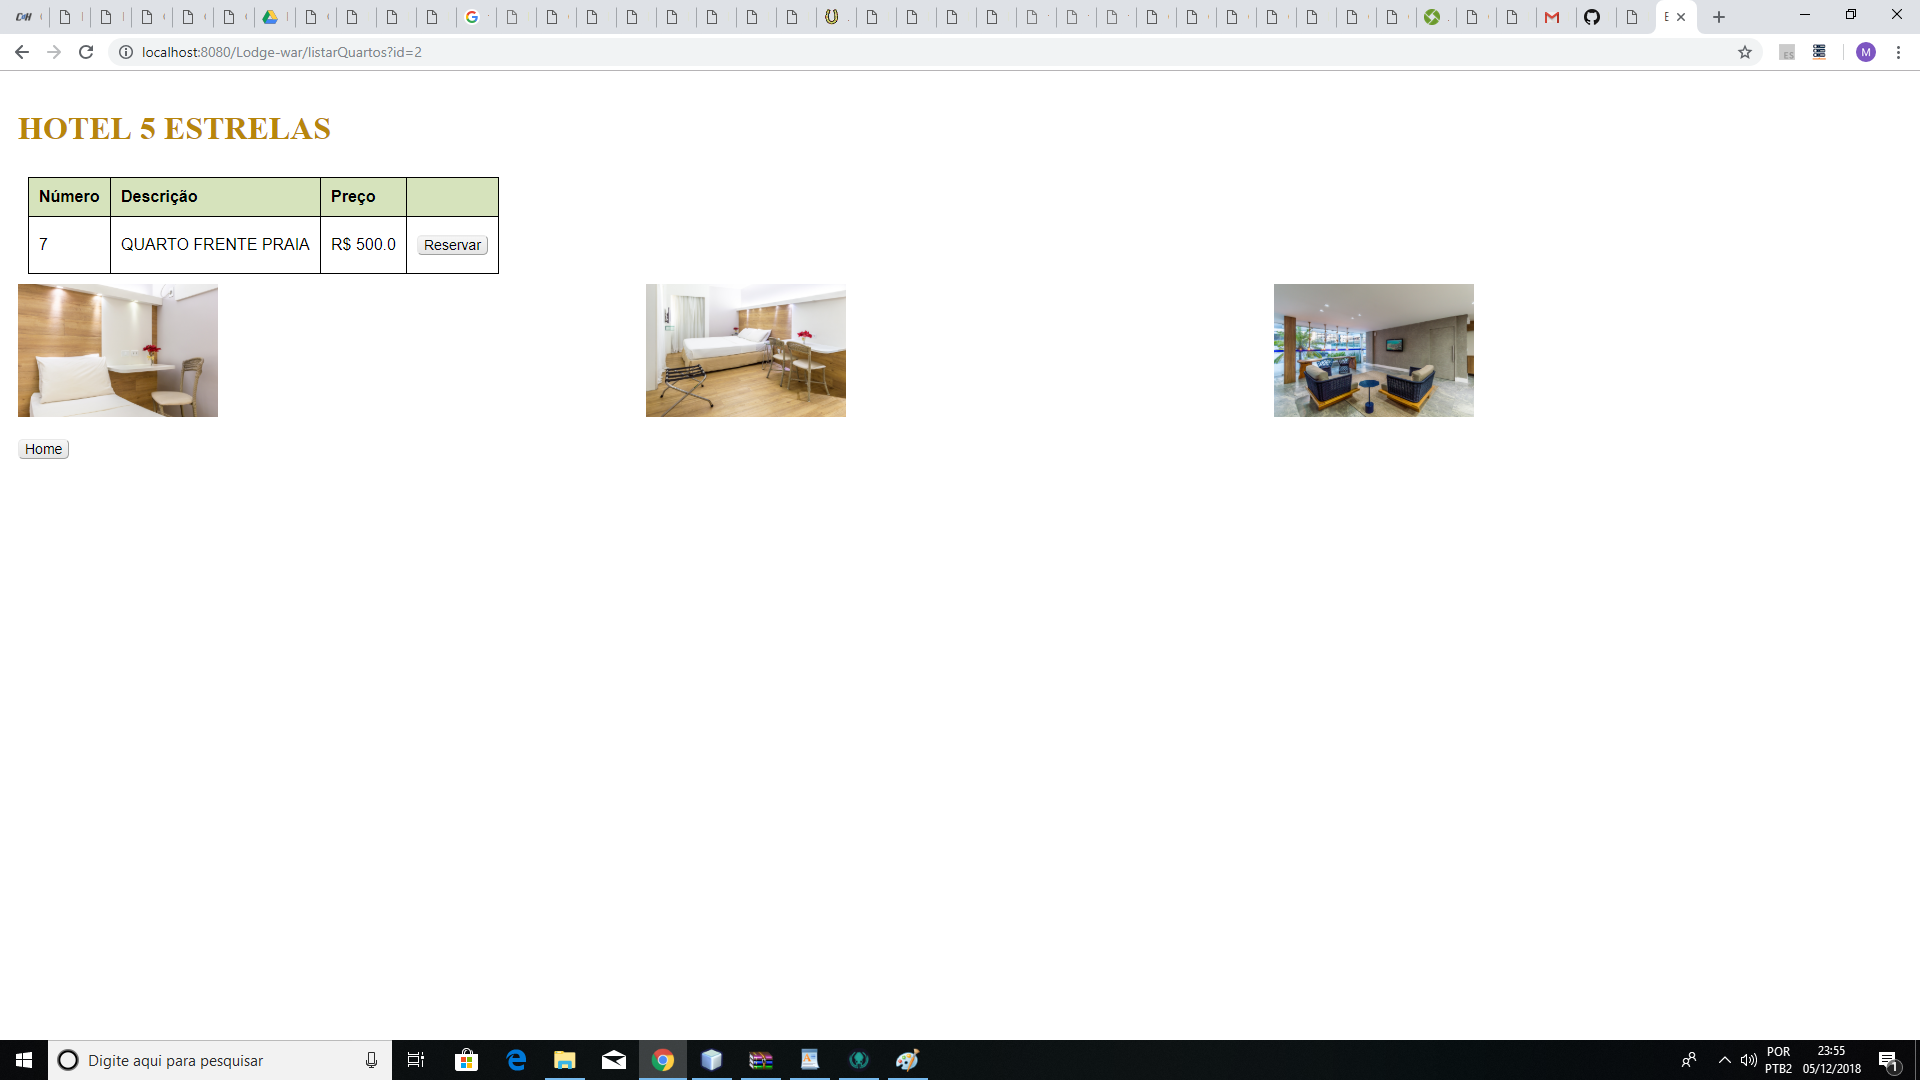 localhost:8080/Lodge-war/listarQuartos?id=2
M
HOTEL 5 ESTRELAS
Número Descrição Preço
7 QUARTO FRENTE PRAIA R$ 500.0 Reservar
Home
Digite aqui para pesquisar
POR
PTB2
23:55
05/12/2018
1